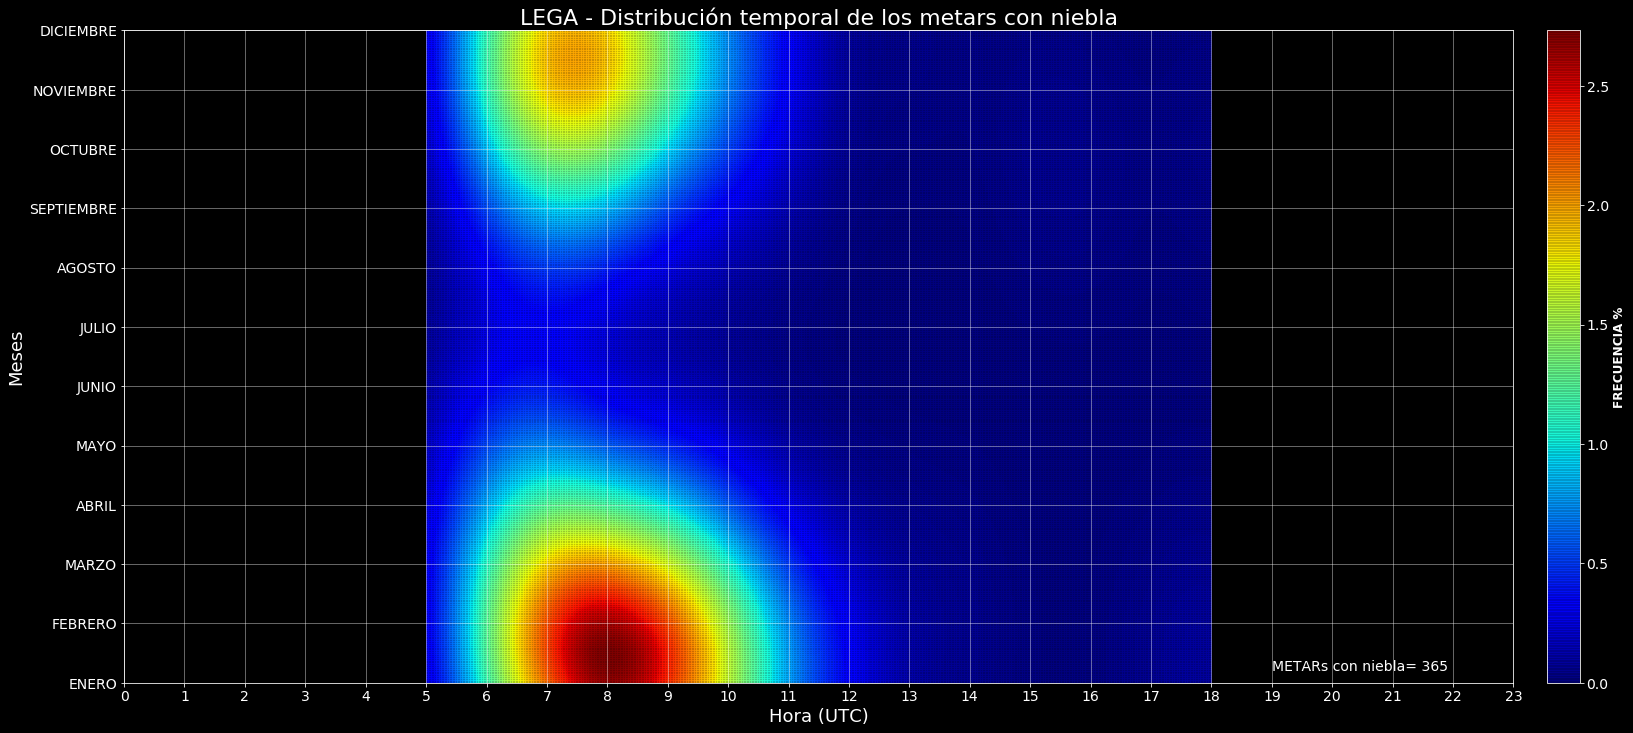 LEGA - Distribución temporal de los metars con niebla
DICIEMBRE
NOVIEMBRE
OCTUBRE
SEPTIEMBRE
AGOSTO
JULIO
JUNIO
MAYO
ABRIL
MARZO
FEBRERO
ENERO
Meses
0 1 2 3 4 5 6 7 8 9 10 11 12 13 14 15 16 17 18 19 20 21 22 23
Hora (UTC)
METARs con niebla= 365
2.5
2.0
1.5
1.0
0.5
0.0
FRECUENCIA %